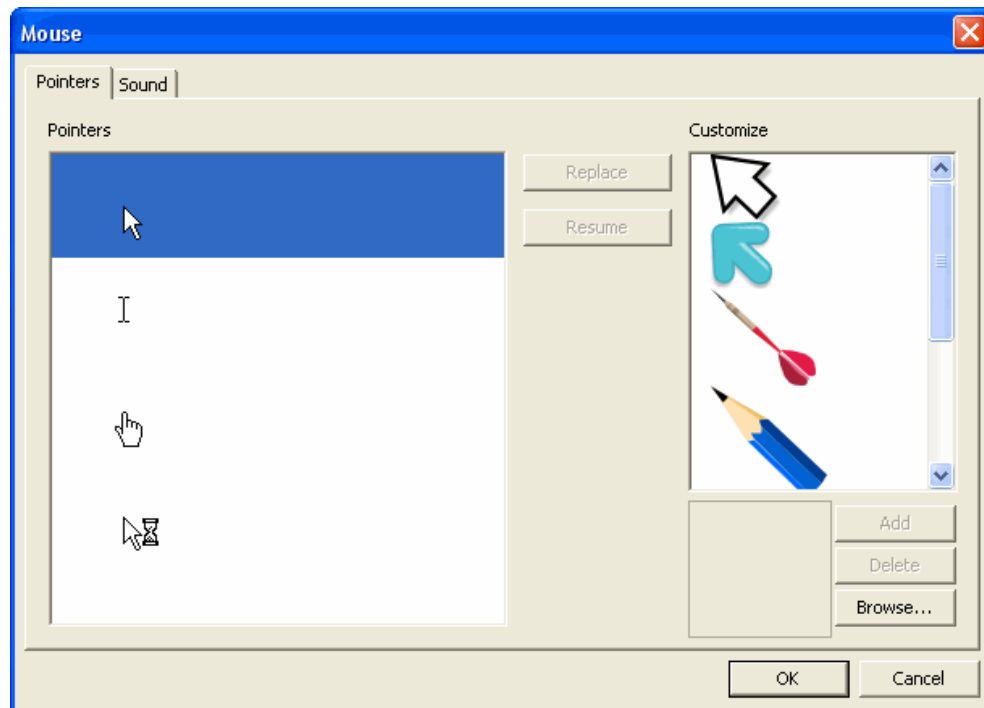 Mouse
Pointers Sound
Pointers
Customize
Replace
Resume
Add
Delete
Browse...
OK Cancel